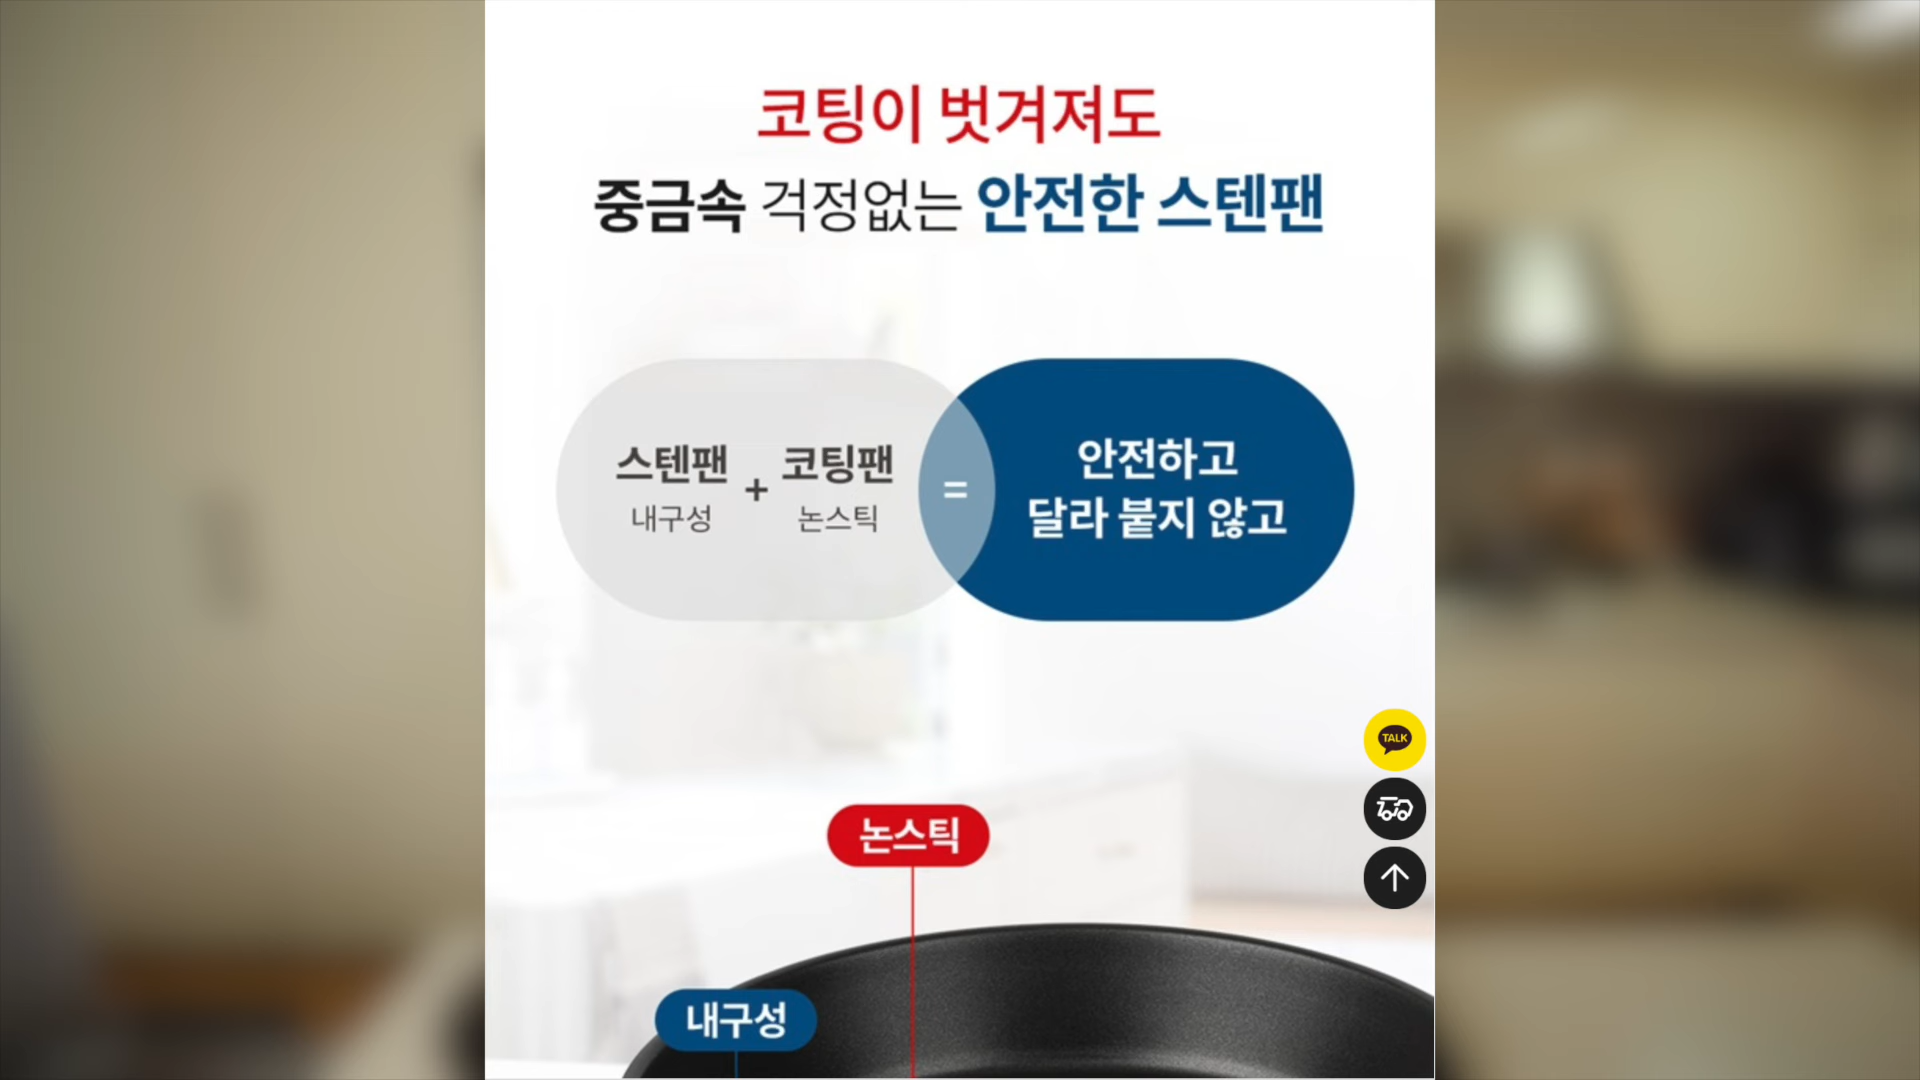 코팅이 벗겨져도
중금속 걱정없는 안전한 스텐팬
스텐팬 + 코팅팬 =
내구성 논스틱
안전하고
달라 붙지 않고
TALK
논스틱
내구성